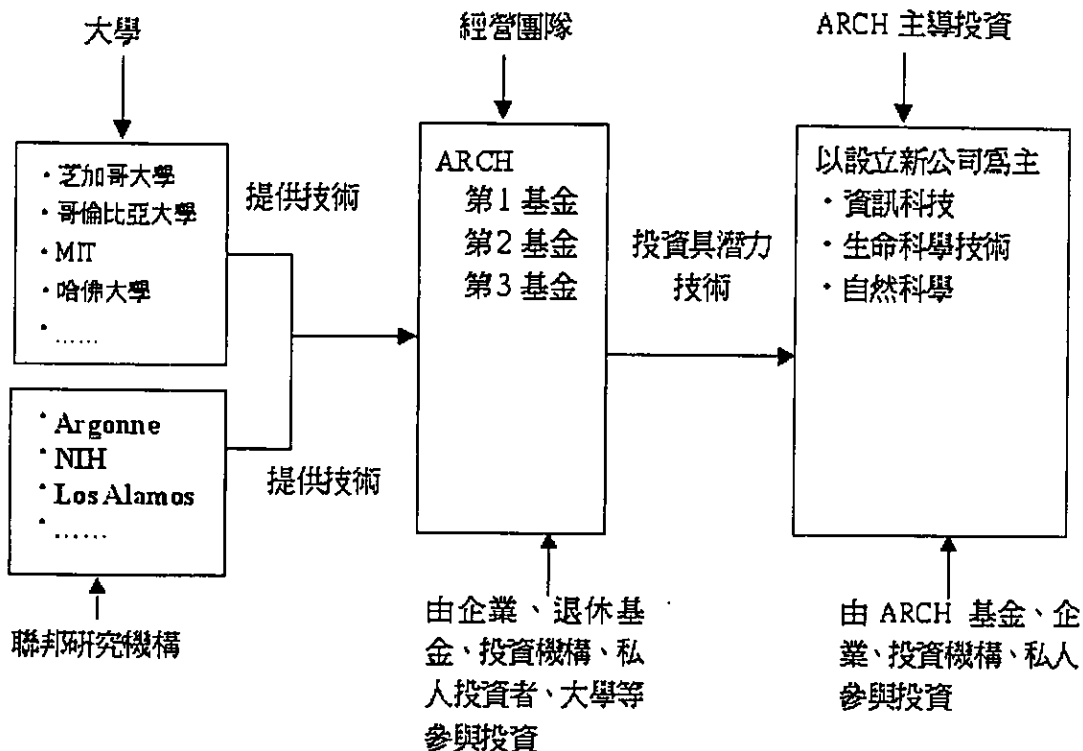 大學
・芝加哥大學
・哥倫比亞大學
・MIT
・哈佛大學
・……
提供技術
・Argonne
・NIH
・Los Alamos
・……
提供技術
聯邦研究機構
經營團隊
ARCH
第1基金
第2基金
第3基金
由企業、退休基
金、投資機構、私
人投資者、大學等
參與投資
投資具潛力
技術
ARCH 主導投資
以設立新公司爲主
・資訊科技
・生命科學技術
・自然科學
由 ARCH 基金、企
業、投資機構、私人
參與投資